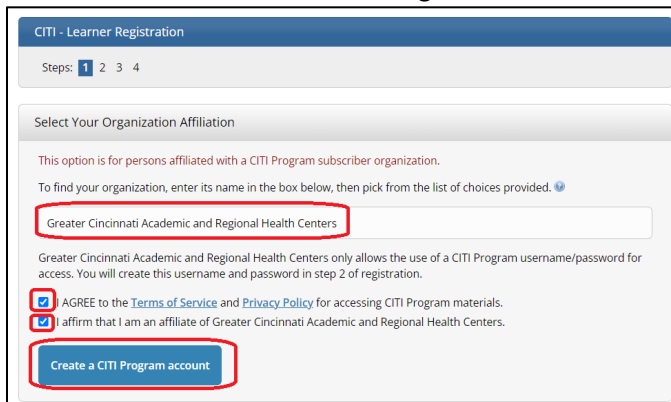 CITI - Learner Registration
Steps: 1 2 3 4
Select Your Organization Affiliation
This option is for persons affiliated with a CITI Program subscriber organization.
To find your organization, enter its name in the box below, then pick from the list of choices provided.
Greater Cincinnati Academic and Regional Health Centers
Greater Cincinnati Academic and Regional Health Centers only allows the use of a CITI Program username/password for
access. You will create this username and password in step 2 of registration.
I AGREE to the Terms of Service and Privacy Policy for accessing CITI Program materials.
I affirm that I am an affiliate of Greater Cincinnati Academic and Regional Health Centers.
Create a CITI Program account